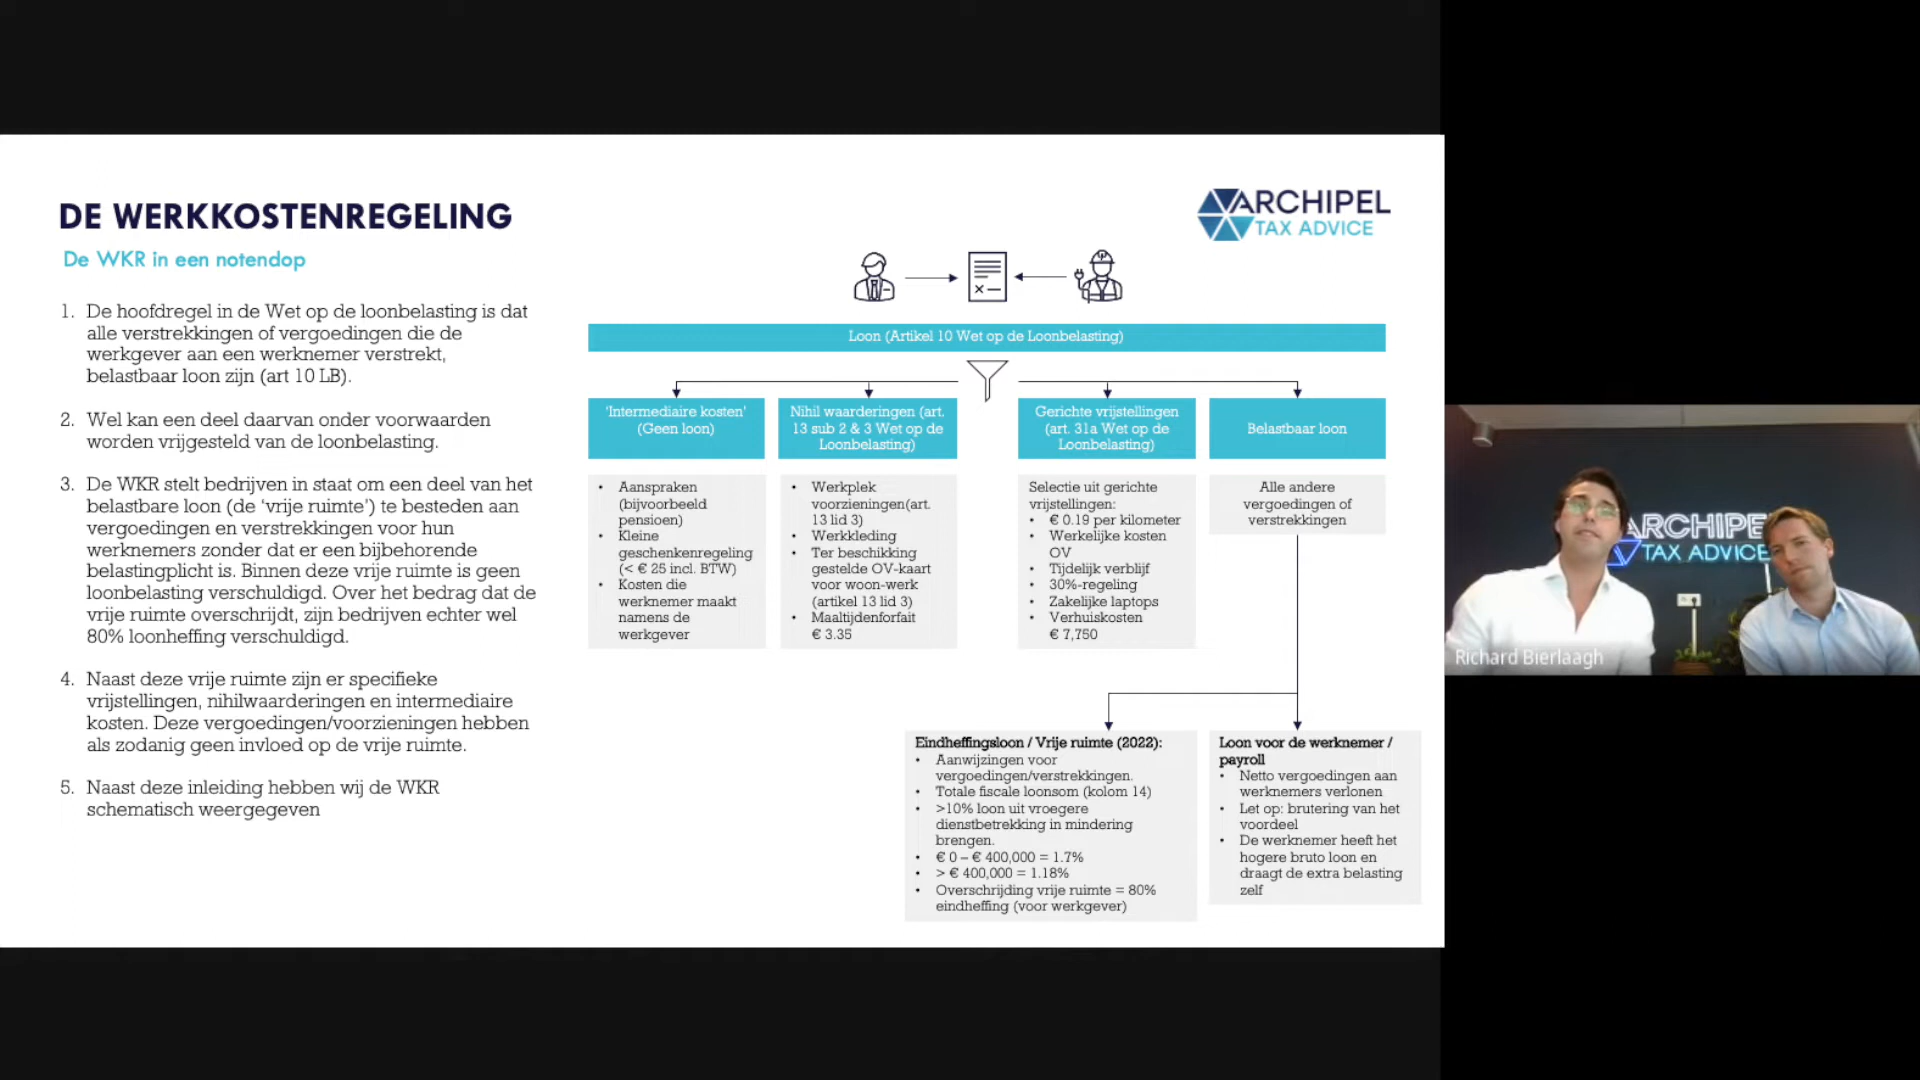 DE WERKKOSTENREGELING
De WKR in een notendop
1. De hoofdregel in de Wet op de loonbelasting is dat
alle verstrekkingen of vergoedingen die de
werkgever aan een werknemer verstrekt,
belastbaar loon zijn (art 10 LB).
2. Wel kan een deel daarvan onder voorwaarden
worden vrijgesteld van de loonbelasting.
3. De WKR stelt bedrijven in staat om een deel van het
belastbare loon (de ‘vrije ruimte’) te besteden aan
vergoedingen en verstrekkingen voor hun
werknemers zonder dat er een bijbehorende
belastingplicht is. Binnen deze vrije ruimte is geen
loonbelasting verschuldigd. Over het bedrag dat de
vrije ruimte overschrijdt, zijn bedrijven echter wel
80% loonheffing verschuldigd.
4. Naast deze vrije ruimte zijn er specifieke
vrijstellingen, nihilwaarderingen en intermediaire
kosten. Deze vergoedingen/voorzieningen hebben
als zodanig geen invloed op de vrije ruimte.
5. Naast deze inleiding hebben wij de WKR
schematisch weergegeven
ARCHIPEL
TAX ADVICE
Loon (Artikel 10 Wet op de Loonbelasting)
‘Intermediaire kosten’
(Geen loon)
• Aanspraken
(bijvoorbeeld
pensioen)
• Kleine
geschenkenregeling
(< € 25 incl. BTW)
• Kosten die
werknemer maakt
namens de
werkgever
Nihil waarderingen (art.
13 sub 2 & 3 Wet op de
Loonbelasting)
• Werkplek
voorzieningen(art.
13 lid 3)
• Werkkleding
• Ter beschikking
gestelde OV-kaart
voor woon-werk
(artikel 13 lid 3)
• Maaltijdenforfait
€ 3.35
Gerichte vrijstellingen
(art. 31a Wet op de
Loonbelasting)
Selectie uit gerichte
vrijstellingen:
• € 0.19 per kilometer
• Werkelijke kosten
OV
• Tijdelijk verblijf
• 30%-regeling
• Zakelijke laptops
• Verhuiskosten
€ 7,750
Belastbaar loon
Alle andere
vergoedingen of
verstrekkingen
Eindheffingsloon / Vrije ruimte (2022):
• Aanwijzingen voor
vergoedingen/verstrekkingen.
• Totale fiscale loonsom (kolom 14)
• >10% loon uit vroegere
dienstbetrekking in mindering
brengen.
• € 0 – € 400,000 = 1.7%
• > € 400,000 = 1.18%
• Overschrijding vrije ruimte = 80%
eindheffing (voor werkgever)
Loon voor de werknemer /
payroll
• Netto vergoedingen aan
werknemers verlonen
• Let op: brutering van het
voordeel
• De werknemer heeft het
hogere bruto loon en
draagt de extra belasting
zelf
ARCHIPE
TAX ADVICE
Richard Bierlaagh